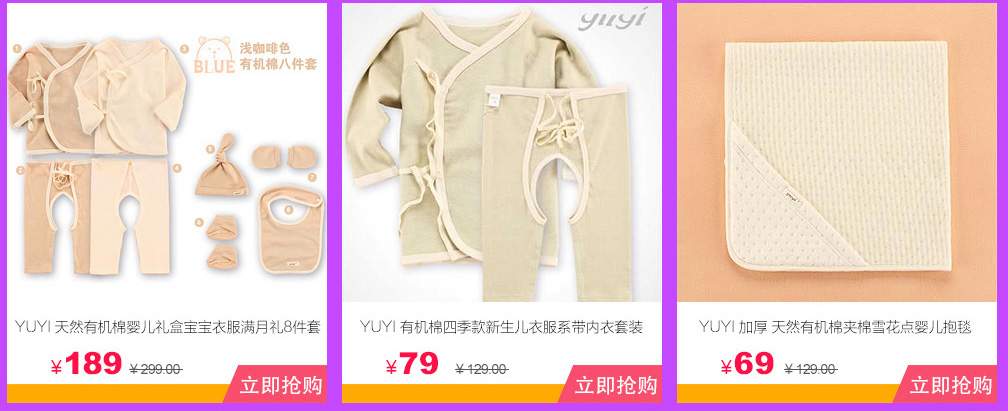 浅咖啡色
BLUE 有机棉八件套
1
3
2
4
5
7
6
8
YUYI 天然有机棉婴儿礼盒宝宝衣服满月礼8件套
¥189 ¥299.00
立即抢购
yuyi
YUYI 有机棉四季款新生儿衣服系带内衣套装
¥79 ¥129.00
立即抢购
YUYI 加厚 天然有机棉夹棉雪花点婴儿抱毯
¥69 ¥129.00
立即抢购